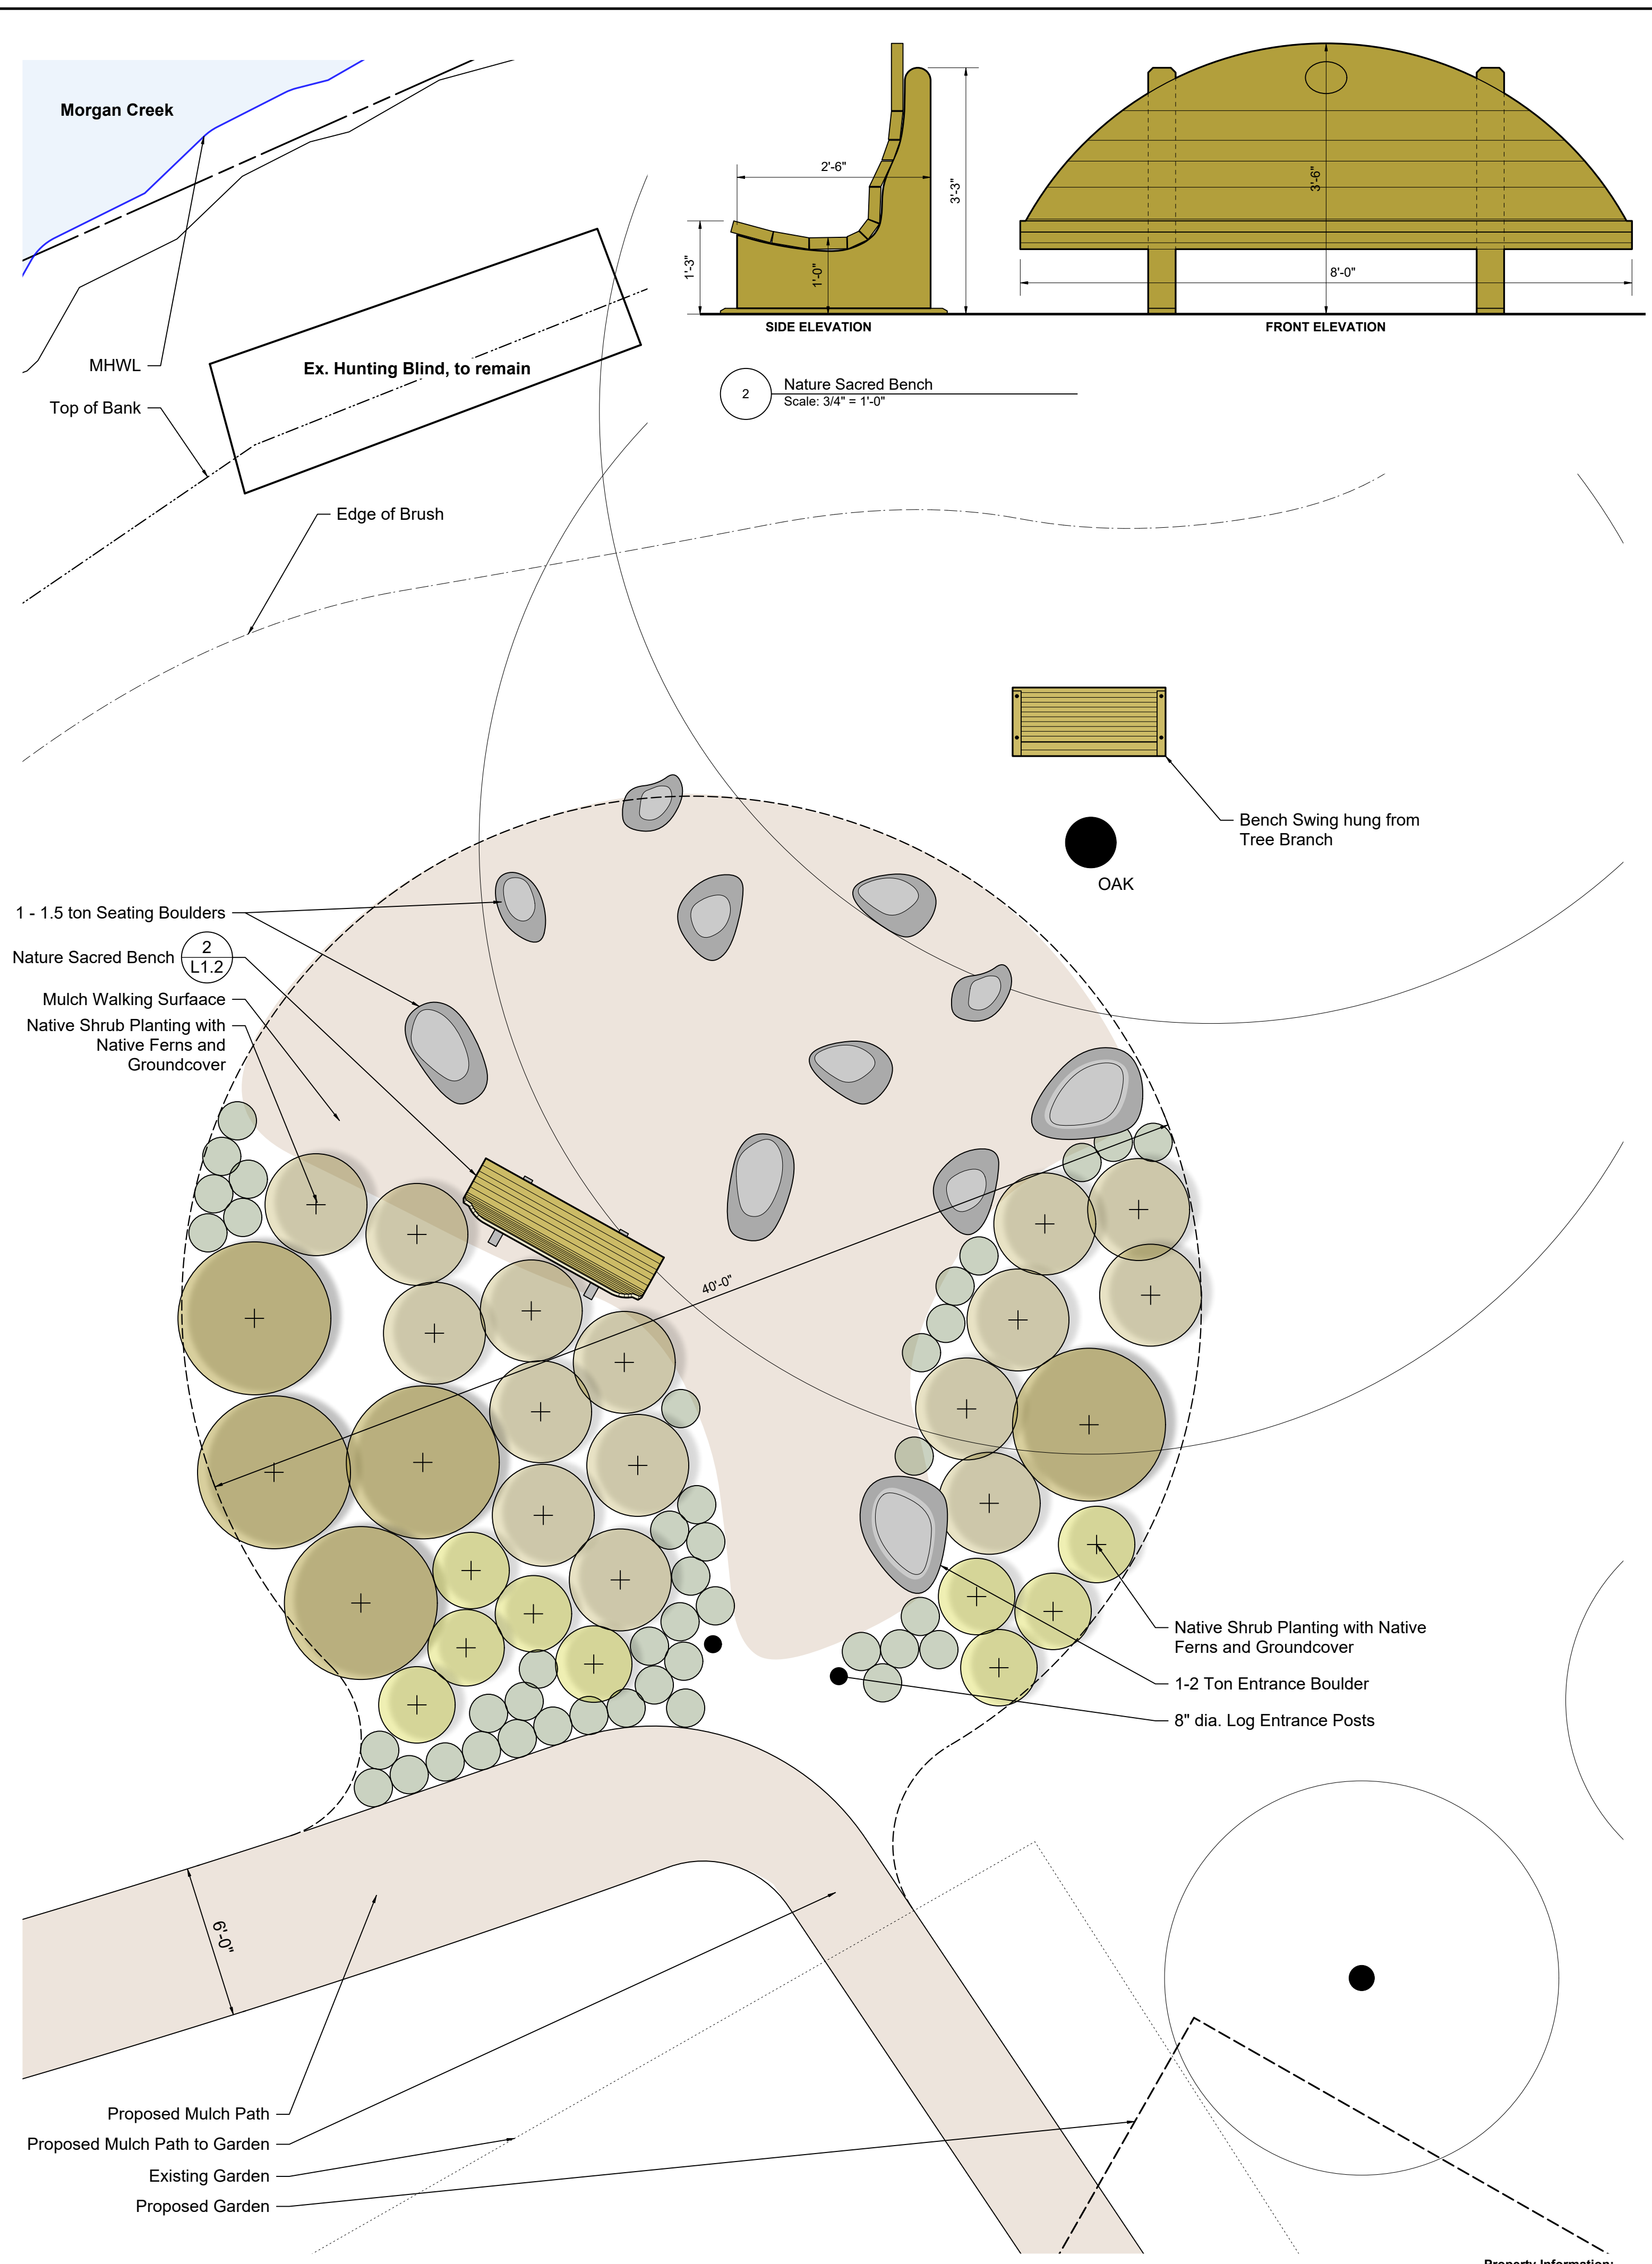 Morgan Creek
MHWL
Top of Bank
Ex. Hunting Blind, to remain
Edge of Brush
2'-6"
3'-3"
1'-3"
1'-0"
SIDE ELEVATION
3'-6"
8'-0"
FRONT ELEVATION
2
Nature Sacred Bench
Scale: 3/4" = 1'-0"
Bench Swing hung from
Tree Branch
OAK
1 - 1.5 ton Seating Boulders
Nature Sacred Bench
2
L1.2
Mulch Walking Surfaace
Native Shrub Planting with
Native Ferns and
Groundcover
40'-0"
Native Shrub Planting with Native
Ferns and Groundcover
1-2 Ton Entrance Boulder
8" dia. Log Entrance Posts
6'-0"
Proposed Mulch Path
Proposed Mulch Path to Garden
Existing Garden
Proposed Garden
Property Information: